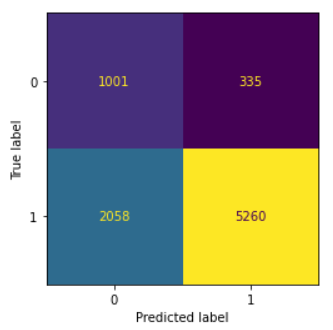 True label
0
1001 335
1
2058 5260
0 1
Predicted label